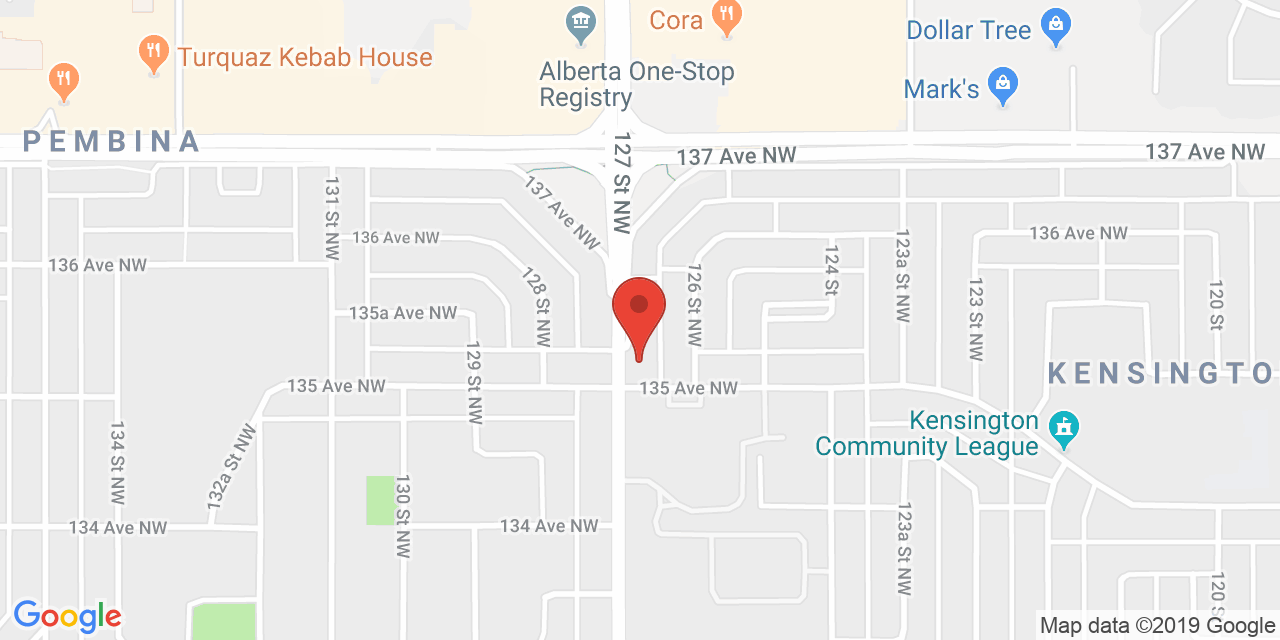 Cora
Dollar Tree
Turquaz Kebab House
Alberta One-Stop
Registry
Mark's
PEMBINA
127 St NW
137 Ave NW
137 Ave NW
137 Ave NW
131 St NW
136 Ave NW
136 Ave NW
123a St NW
136 Ave NW
124 St
128 St NW
126 St NW
123 St NW
120 St
135a Ave NW
129 St NW
135 Ave NW
135 Ave NW
KENSINGTO
Kensington
Community League
134 St NW
132a St NW
130 St NW
134 Ave NW
134 Ave NW
123a St NW
120 S
Google
Map data ©2019 Google